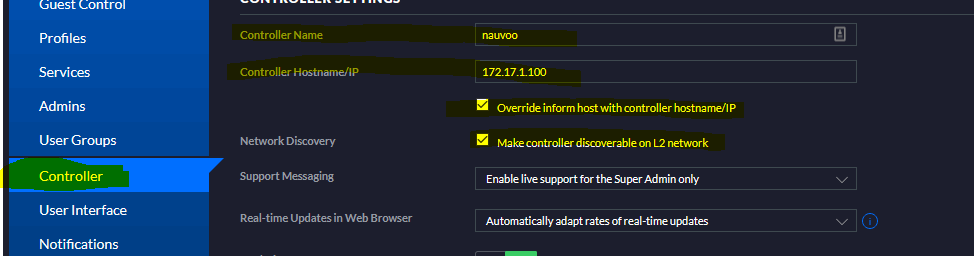 Guest Control
CONTROLLER SETTINGS
Profiles
Services
Admins
User Groups
Controller
User Interface
Notifications
Controller Name
nauvoo
Controller Hostname/IP
172.17.1.100
Override inform host with controller hostname/IP
Network Discovery
Make controller discoverable on L2 network
Support Messaging
Enable live support for the Super Admin only
Real-time Updates in Web Browser
Automatically adapt rates of real-time updates